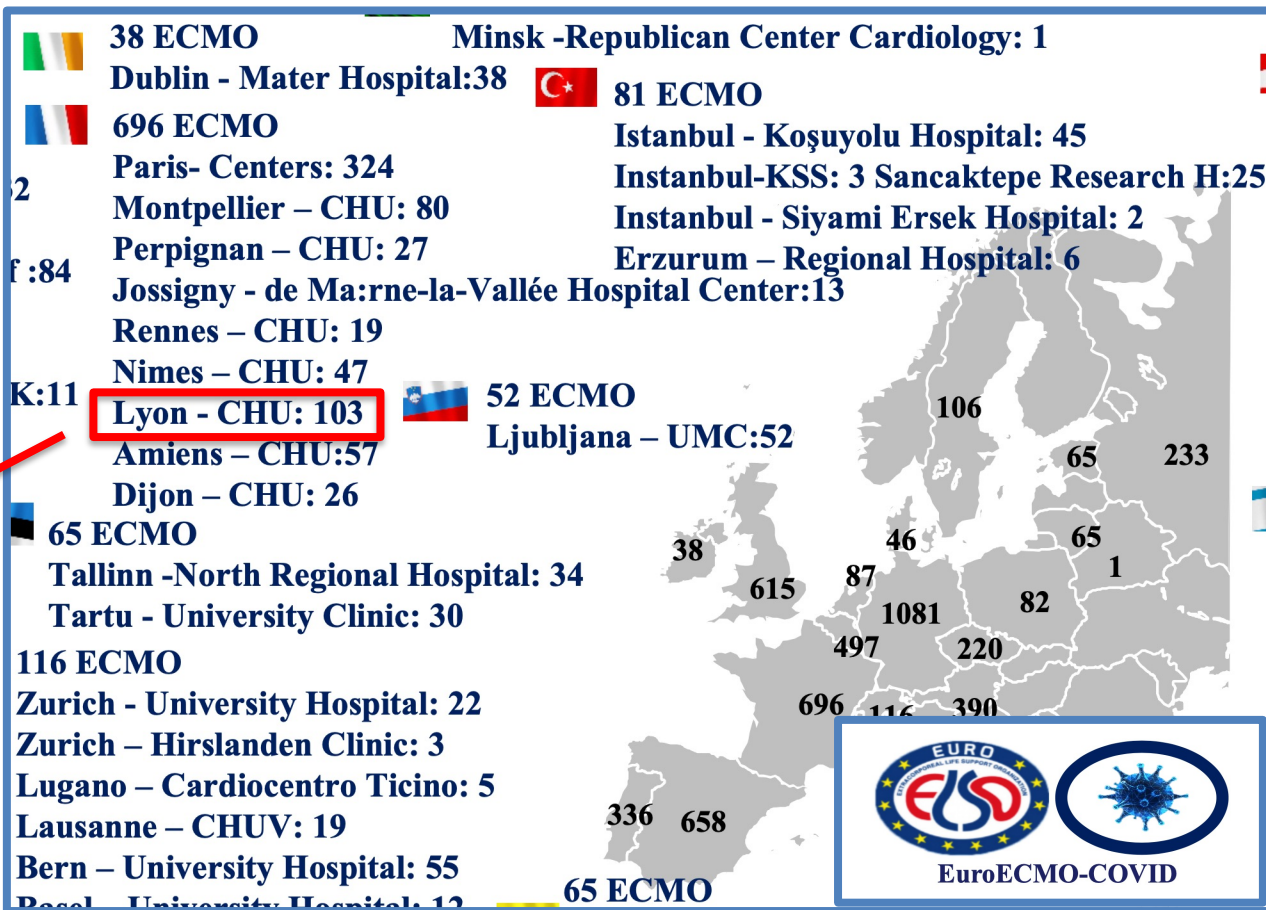 38 ECMO
Dublin - Mater Hospital:38
696 ECMO
Paris- Centers: 324
Montpellier – CHU: 80
Perpignan – CHU: 27
Jossigny - de Ma:rne-la-Vallée Hospital Center:13
Rennes – CHU: 19
Nimes – CHU: 47
Lyon - CHU: 103
Amiens – CHU:57
Dijon – CHU: 26
65 ECMO
Tallinn -North Regional Hospital: 34
Tartu - University Clinic: 30
116 ECMO
Zurich - University Hospital: 22
Zurich – Hirslanden Clinic: 3
Lugano – Cardiocentro Ticino: 5
Lausanne – CHUV: 19
Bern – University Hospital: 55
Basel – University Hospital: 12
:84
K:11
Minsk -Republican Center Cardiology: 1
81 ECMO
Istanbul - Koşuyolu Hospital: 45
Instanbul-KSS: 3 Sancaktepe Research H:25
Instanbul - Siyami Ersek Hospital: 2
Erzurum – Regional Hospital: 6
52 ECMO
Ljubljana – UMC:52
106
65
233
65
1
46
38
87
615
1081
82
497
220
696
116
390
336
658
65 ECMO
EURO
EXTRACORPOREAL LIFE SUPPORT ORGANIZATION
ELSO
EuroECMO-COVID